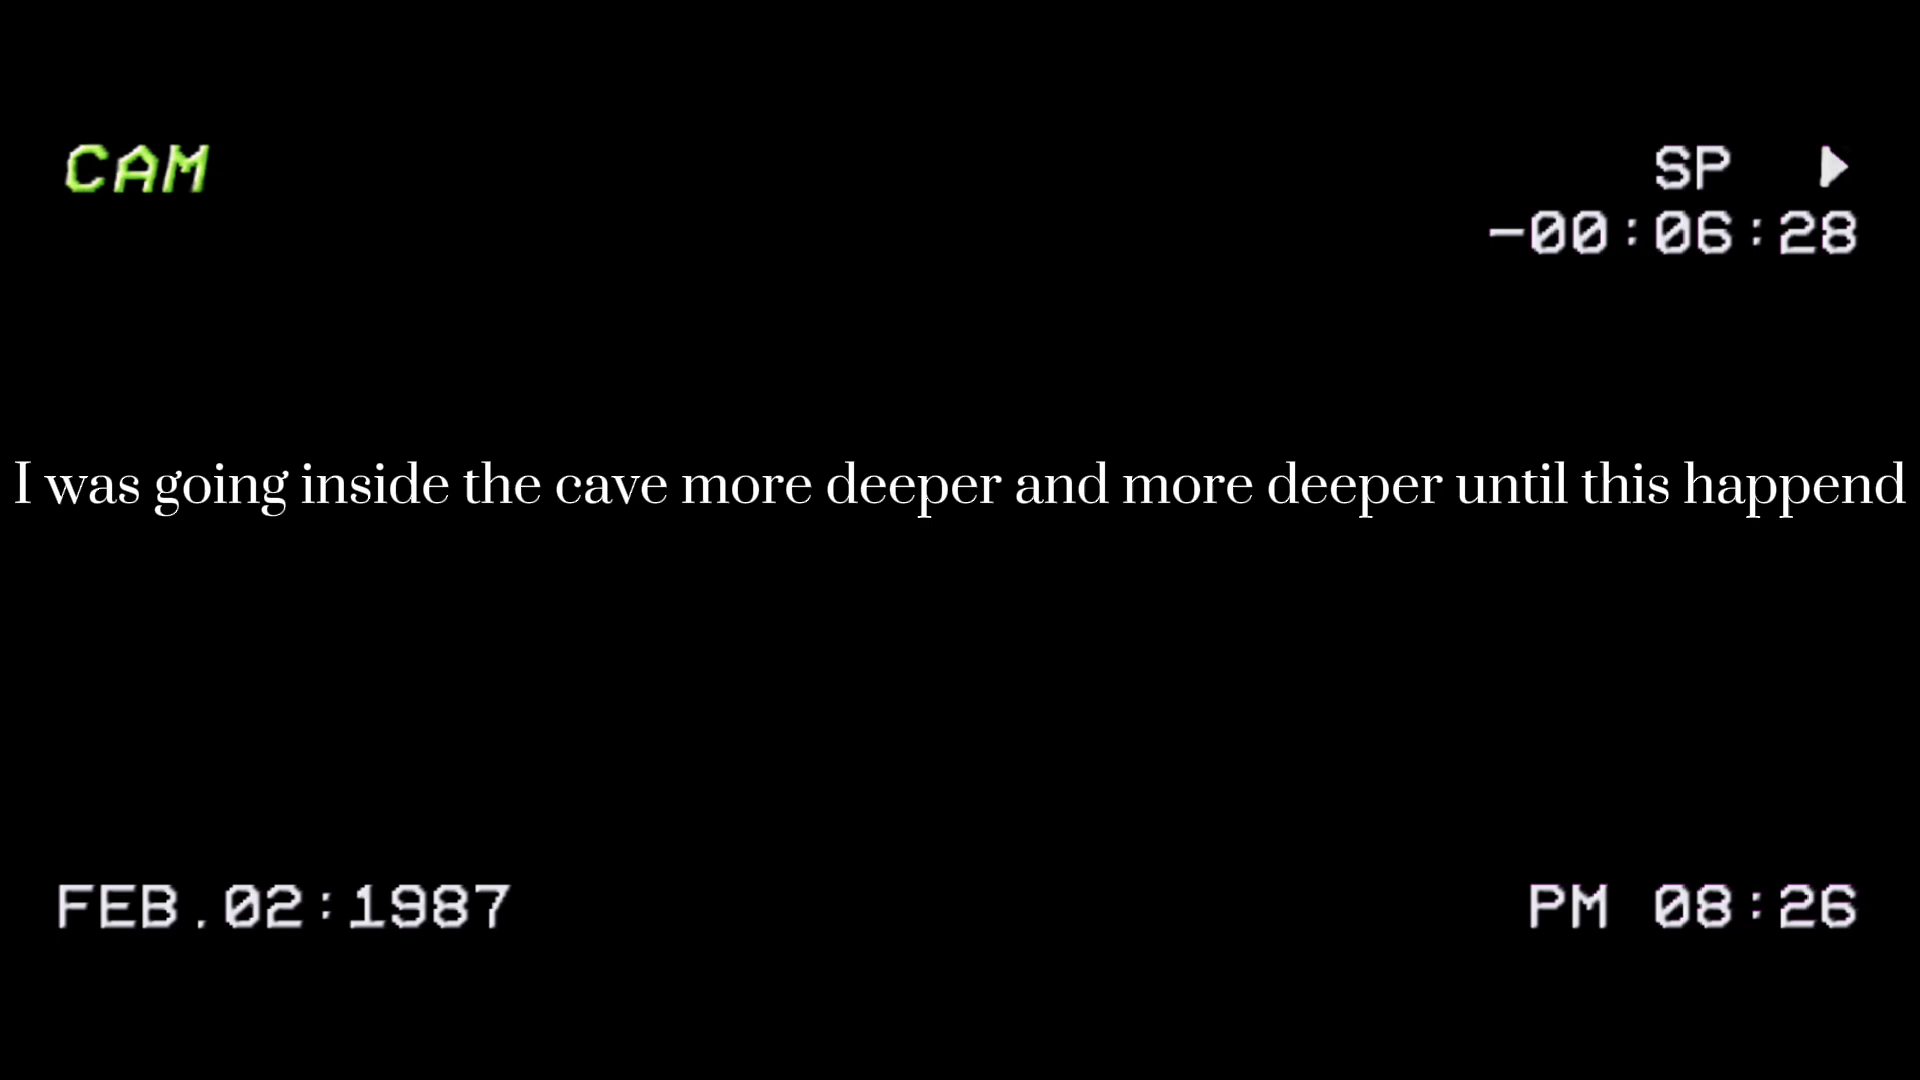 CAM
SP
-00:06:28
I was going inside the cave more deeper and more deeper until this happend
FEB.02:1987
PM 08:26